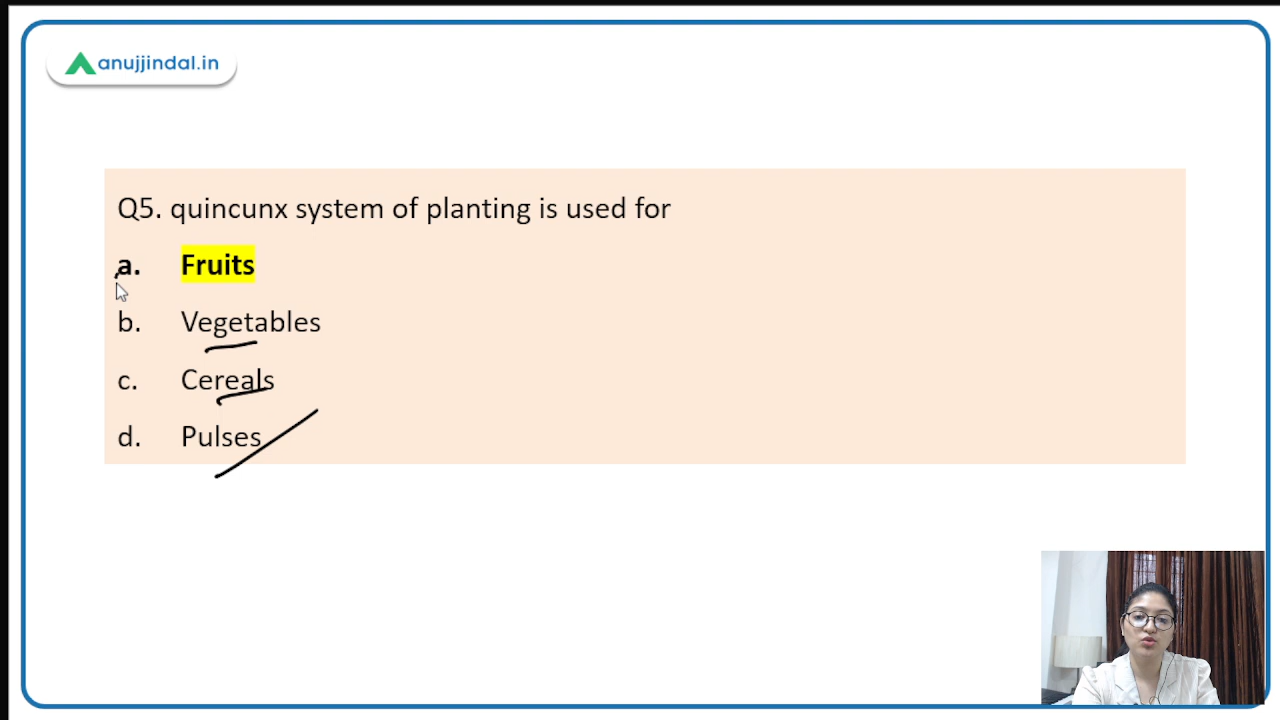 anujjindal.in
Q5. quincunx system of planting is used for
a. Fruits
b. Vegetables
c. Cereals
d. Pulses